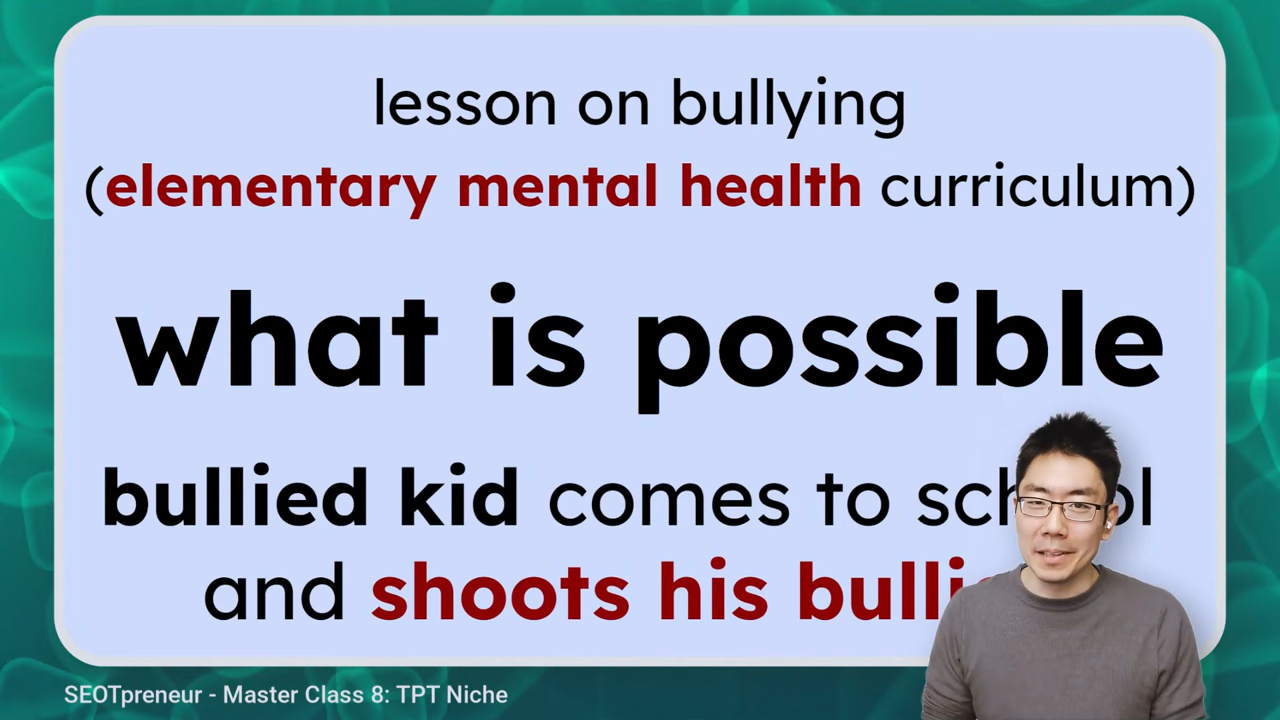 lesson on bullying
(elementary mental health curriculum)
what is possible
bullied kid comes to school
and shoots his
SEOTpreneur - Master Class 8: TPT Niche